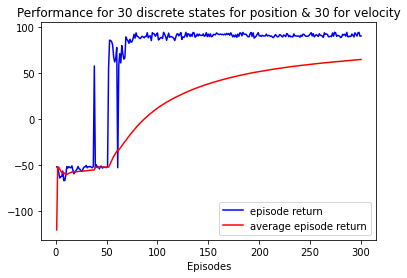 Performance for 30 discrete states for position & 30 for velocity
100
50
0
−50
−100
0 50 100 150 200 250 300
Episodes
episode return
average episode return